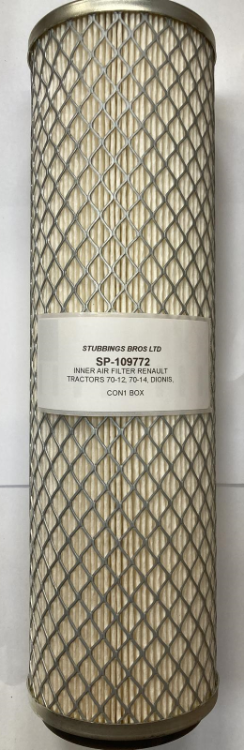 STUBBINGS BROS LTD
SP-109772
INNER AIR FILTER RENAULT
TRACTORS 70-12, 70-14, DIONIS,
CON1 BOX